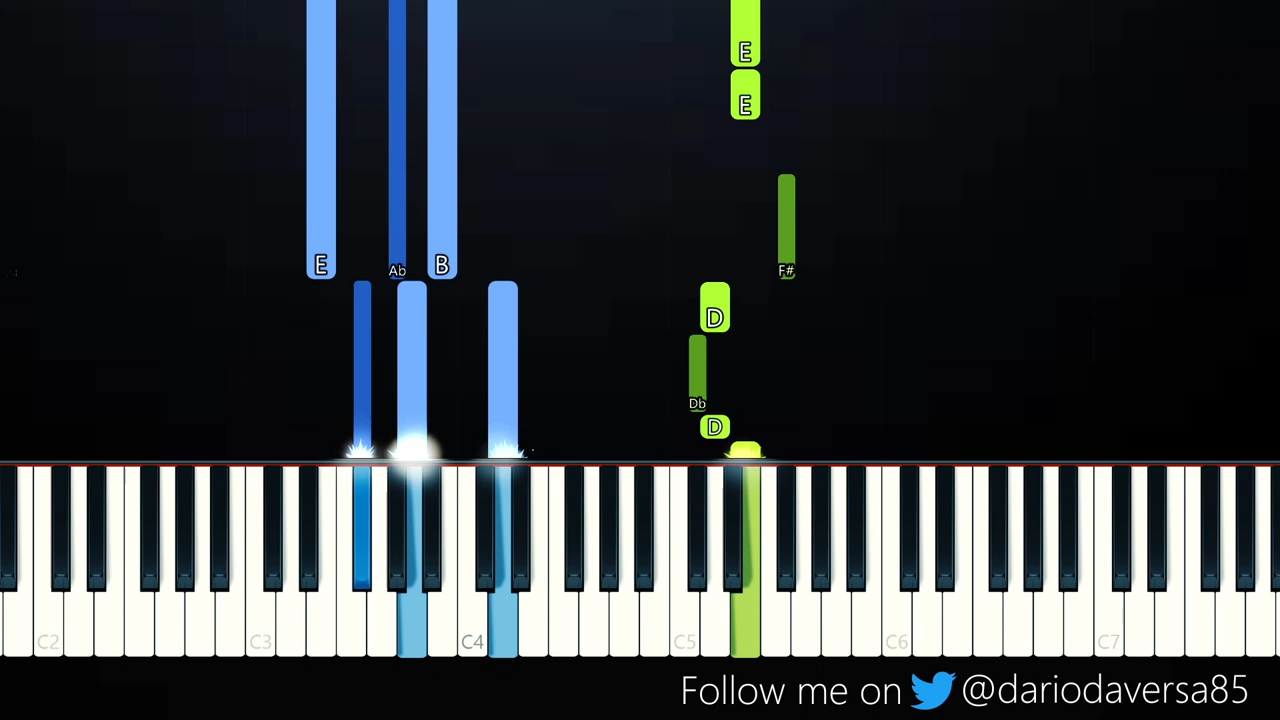 E
E
E
Ab
B
F#
D
Db
D
C2
C3
C4
C5
C6
C7
Follow me on @dariodaversa85